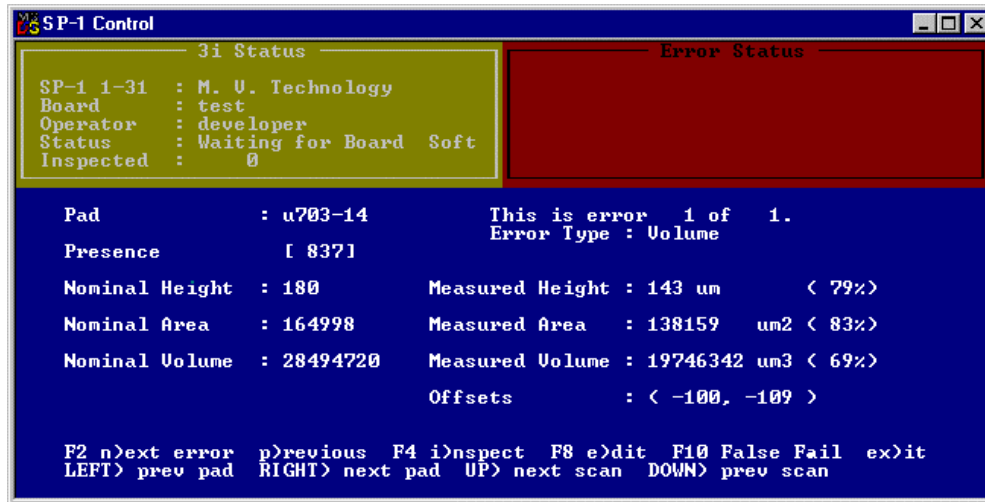 SP-1 Control
3i Status
SP-1 1-31 : M. V. Technology
Board : test
Operator : developer
Status : Waiting for Board Soft
Inspected : 0
Error Status
Pad : u703-14 This is error 1 of 1.
Error Type : Volume
Presence [ 837]
Nominal Height : 180 Measured Height : 143 um ( 79%)
Nominal Area : 164998 Measured Area : 138159 um2 ( 83%)
Nominal Volume : 28494720 Measured Volume : 19746342 um3 ( 69%)
Offsets : ( -100, -109 )
F2 n)ext error p)revious F4 i)nspect F8 e)dit F10 False Fail ex)it
LEFT) prev pad RIGHT) next pad UP) next scan DOWN) prev scan